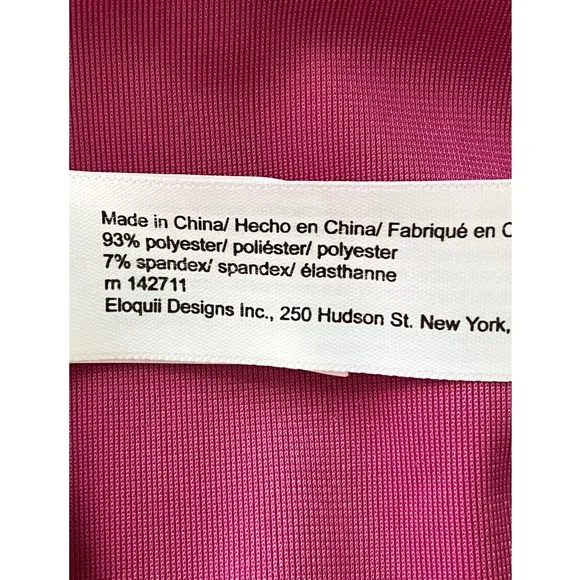 Made in China/ Hecho en China/ Fabriqué en
93% polyester/ poliéster/ polyester
7% spandex/ spandex/ élasthanne
rn 142711
Eloquii Designs Inc., 250 Hudson St. New York,